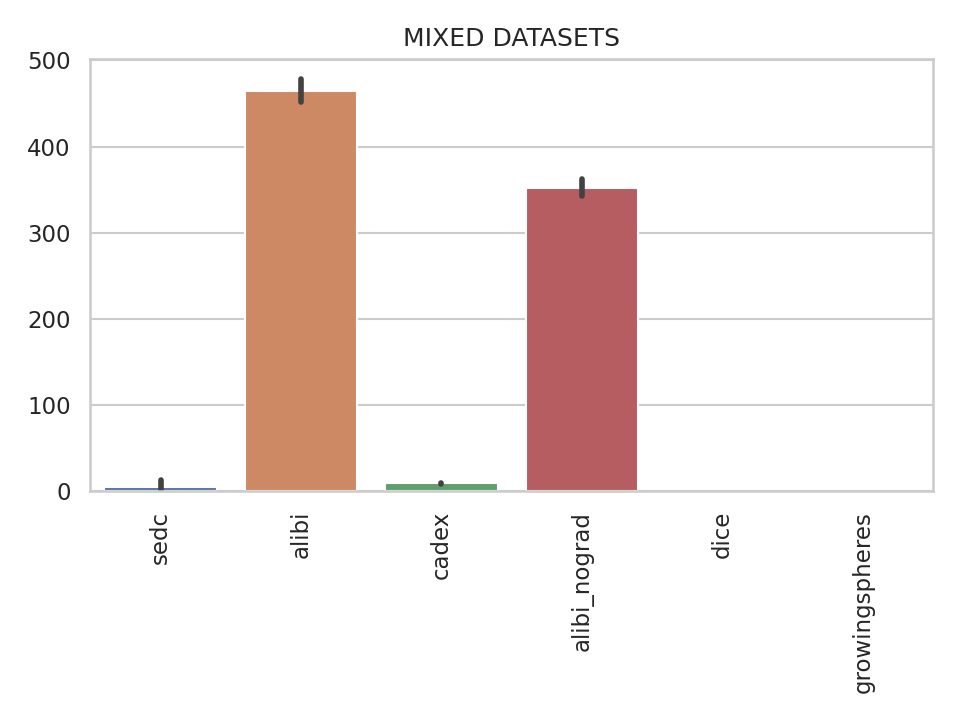 MIXED DATASETS
500
400
300
200
100
0
sedc
alibi
cadex
alibi_nograd
dice
growingspheres